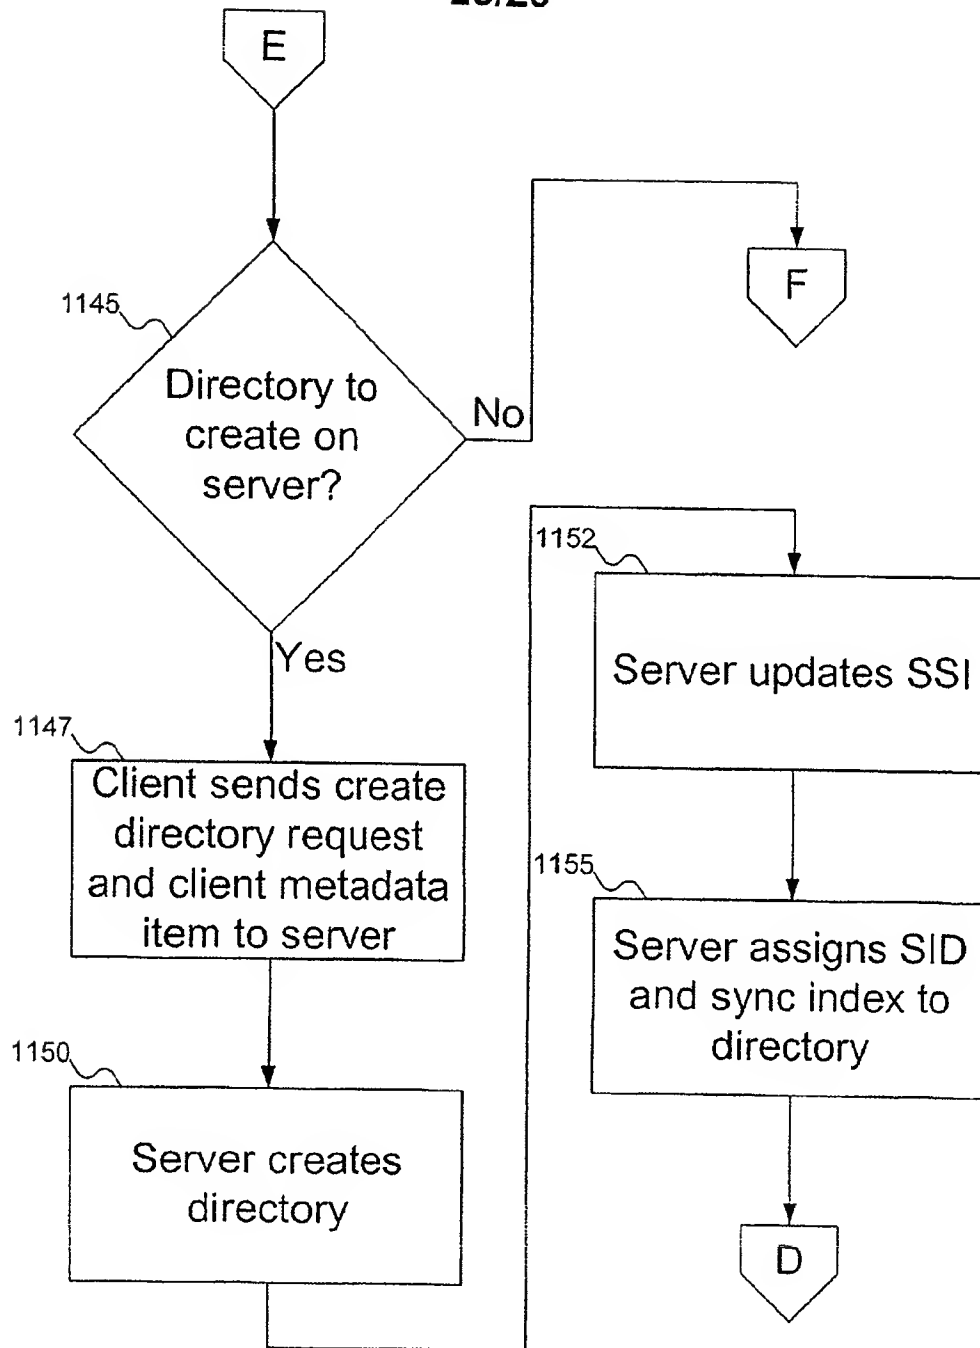 E
1145
Directory to
create on
server?
No
F
Yes
1147
Client sends create
directory request
and client metadata
item to server
1150
Server creates
directory
1152
Server updates SSI
1155
Server assigns SID
and sync index to
directory
D